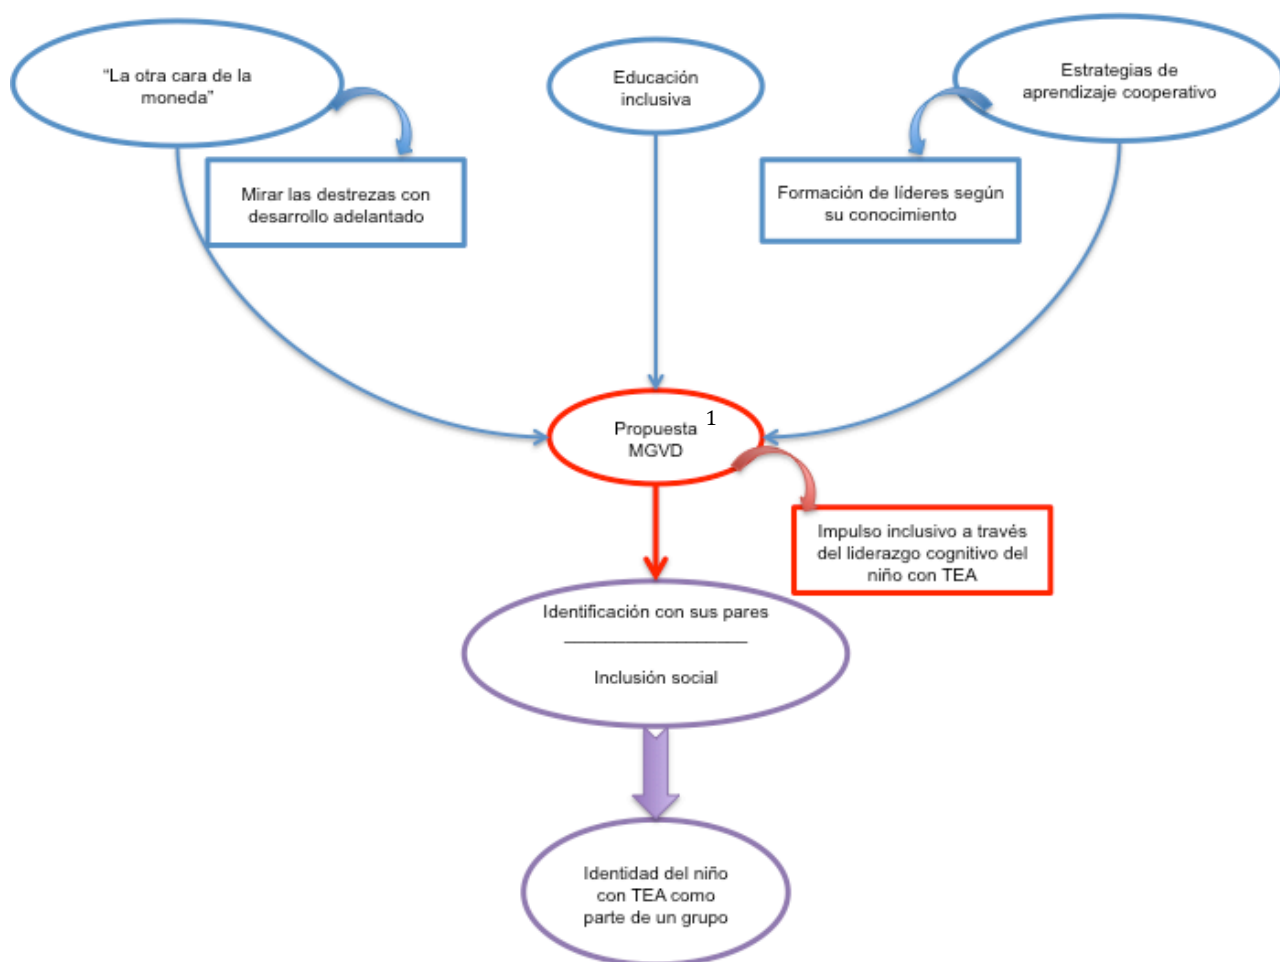 “La otra cara de la
moneda”
Educación
inclusiva
Estrategias de
aprendizaje cooperativo
Mirar las destrezas con
desarrollo adelantado
Formación de líderes según
su conocimiento
Propuesta 1
MGVD
Impulso inclusivo a través
del liderazgo cognitivo del
niño con TEA
Identificación con sus pares
Inclusión social
Identidad del niño
con TEA como
parte de un grupo